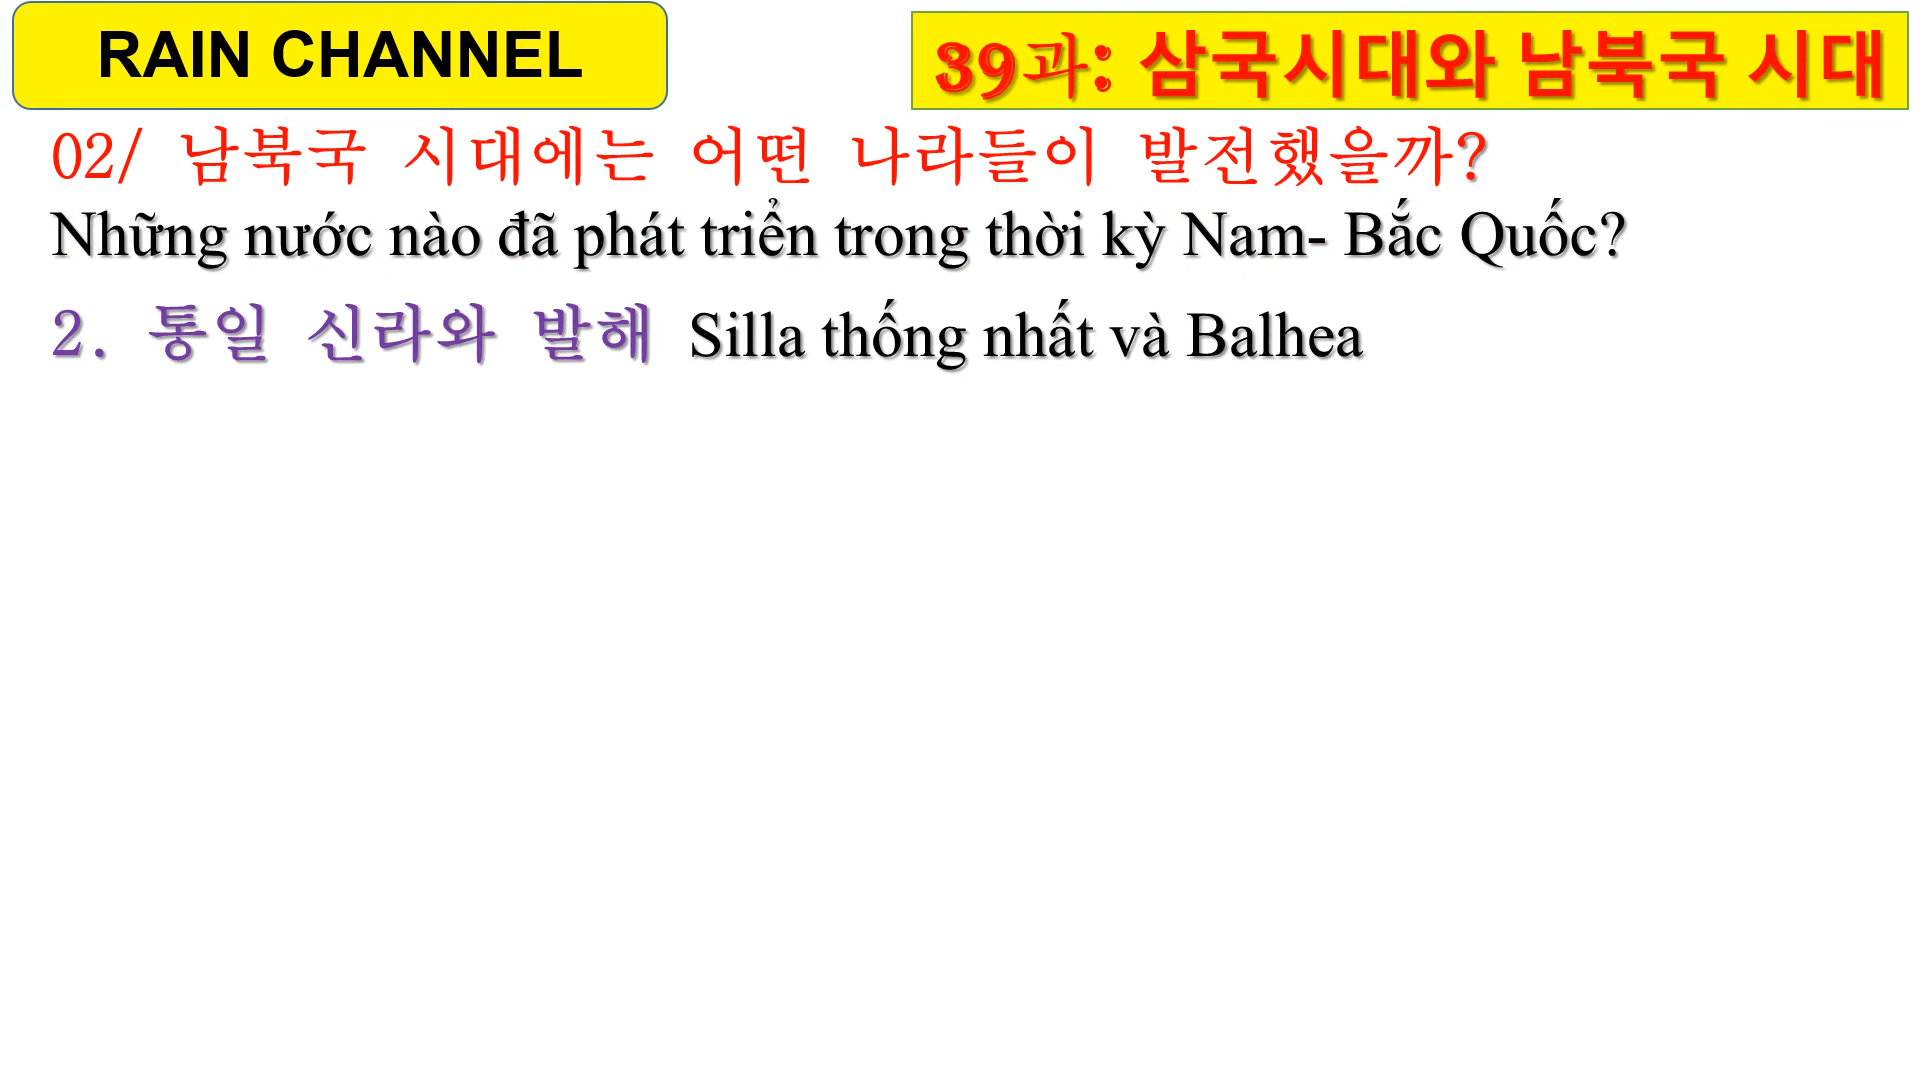 RAIN CHANNEL
39과: 삼국시대와 남북국 시대
02/ 남북국 시대에는 어떤 나라들이 발전했을까?
Những nước nào đã phát triển trong thời kỳ Nam- Bắc Quốc?
2. 통일 신라와 발해 Silla thống nhất và Balhea